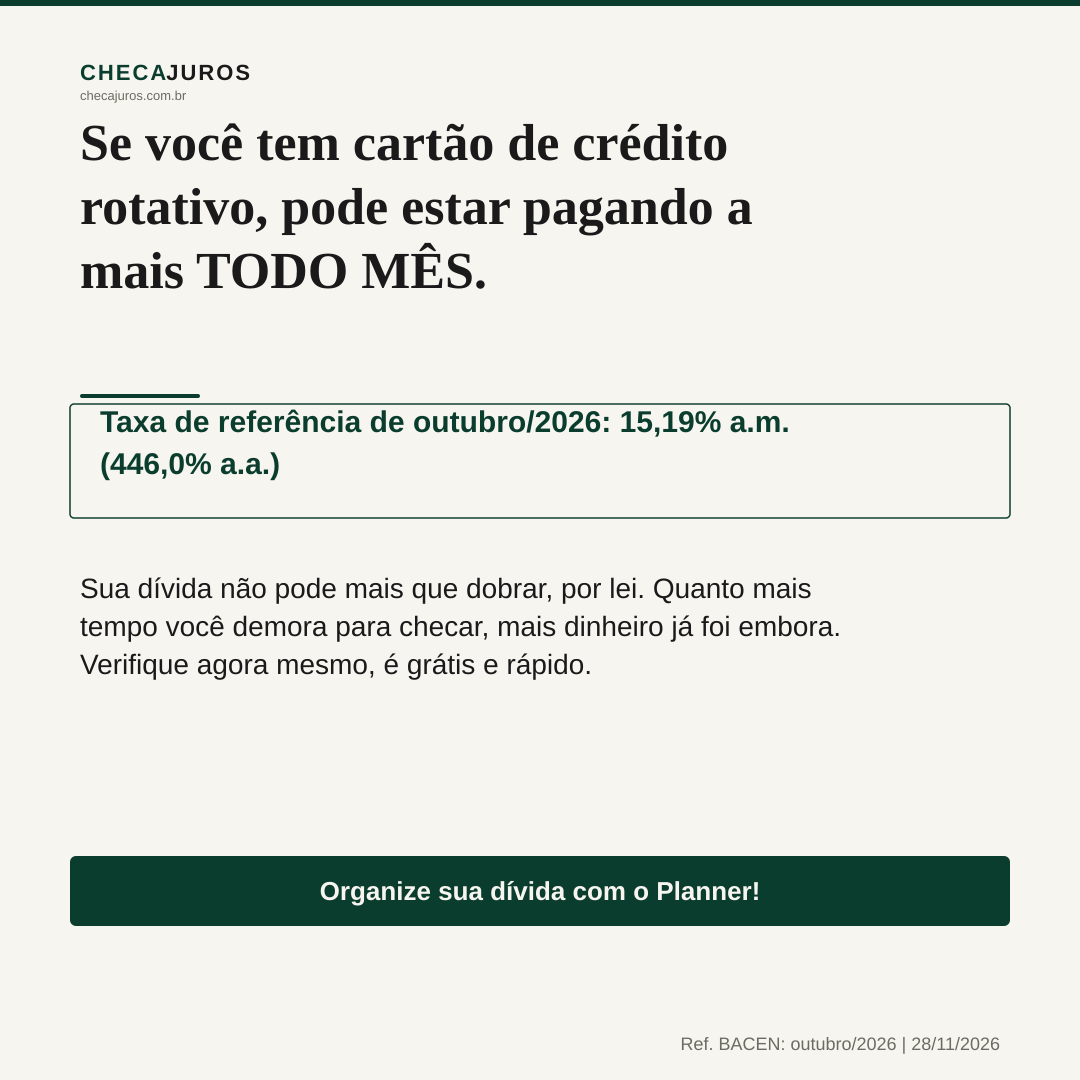 CHECAJUROS
checajuros.com.br
Se você tem cartão de crédito
rotativo, pode estar pagando a
mais TODO MÊS.
Taxa de referência de outubro/2026: 15,19% a.m.
(446,0% a.a.)
Sua dívida não pode mais que dobrar, por lei. Quanto mais
tempo você demora para checar, mais dinheiro já foi embora.
Verifique agora mesmo, é grátis e rápido.
Organize sua dívida com o Planner!
Ref. BACEN: outubro/2026 | 28/11/2026